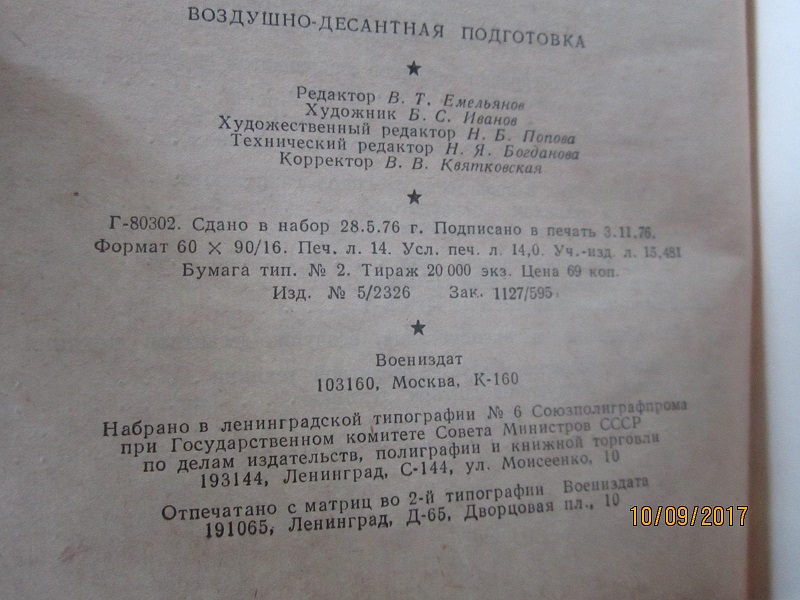 ВОЗДУШНО-ДЕСАНТНАЯ ПОДГОТОВКА
Редактор В. Т. Емельянов
Художник Б. С. Иванов
Художественный редактор Н. Б. Попова
Технический редактор Н. Я. Богданова
Корректор В. В. Квятковская
Г-80302. Сдано в набор 28.5.76 г. Подписано в печать 3.11.76.
Формат 60 × 90/16. Печ. л. 14. Усл. печ. л. 14,0. Уч.-изд. л. 15,481
Бумага тип. № 2. Тираж 20 000 экз. Цена 69 коп.
Изд. № 5/2326 Зак. 1127/595
Воениздат
103160, Москва, К-160
Набрано в ленинградской типографии № 6 Союзполиграфпрома
при Государственном комитете Совета Министров СССР
по делам издательств, полиграфии и книжной торговли
193144, Ленинград, С-144, ул. Моисеенко, 10
Отпечатано с матриц во 2-й типографии Воениздата
191065, Ленинград, Д-65, Дворцовая пл., 10
10/09/2017